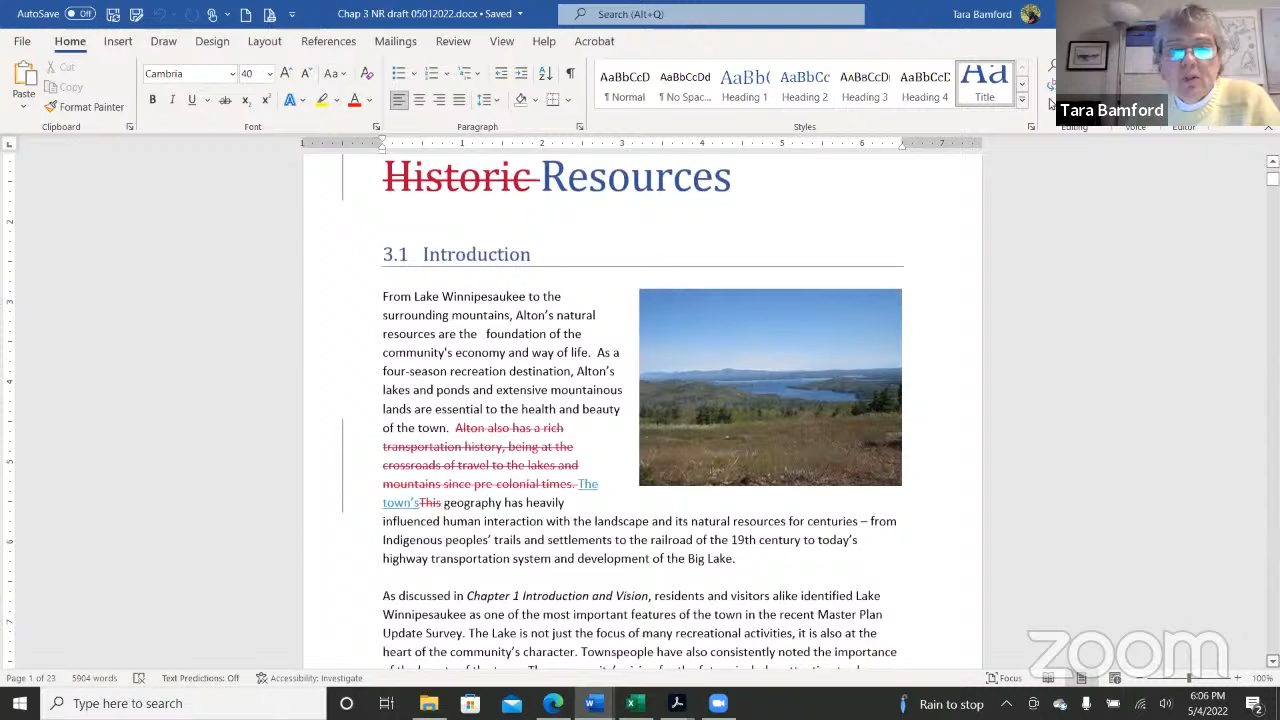 AutoSave Off Chap 3 NR 05042022.docx - Saved Search Tara Bamford
File Home Insert Draw Design Layout References Mailings Review View Help Acrobat
Cut
Copy
Format Painter
Paste
Cambria 40
AaBbCcD AaBbCcDd AaBb( AaBbCc AaBbCcD AaBbCcD Aa
Normal No Spac... Heading 1 Heading 2 Heading 3 Heading 4 Title
Clipboard Font Paragraph Styles Editing Voice Editor
Tara Bamford
Historic Resources
3.1 Introduction
From Lake Winnipesaukee to the
surrounding mountains, Alton's natural
resources are the foundation of the
community's economy and way of life. As a
four-season recreation destination, Alton's
lakes and ponds and extensive mountainous
lands are essential to the health and beauty
of the town. Alton also has a rich
transportation history, being at the
crossroads of travel to the lakes and
mountains since pre-colonial times. The
town'sThis geography has heavily
influenced human interaction with the landscape and its natural resources for centuries – from
Indigenous peoples' trails and settlements to the railroad of the 19th century to today's
highway transportation system and development of the Big Lake.
As discussed in Chapter 1 Introduction and Vision, residents and visitors alike identified Lake
Winnipesaukee as one of the most important features of the town in the recent Master Plan
Update Survey. The Lake is not just the focus of many recreational activities, it is also at the
heart of the community's character. Townspeople have also consistently noted the importance
zoom
Page 1 of 23 5904 words Text Predictions: Off Accessibility: Investigate Focus 100%
Type here to search Rain to stop 6:06 PM
5/4/2022